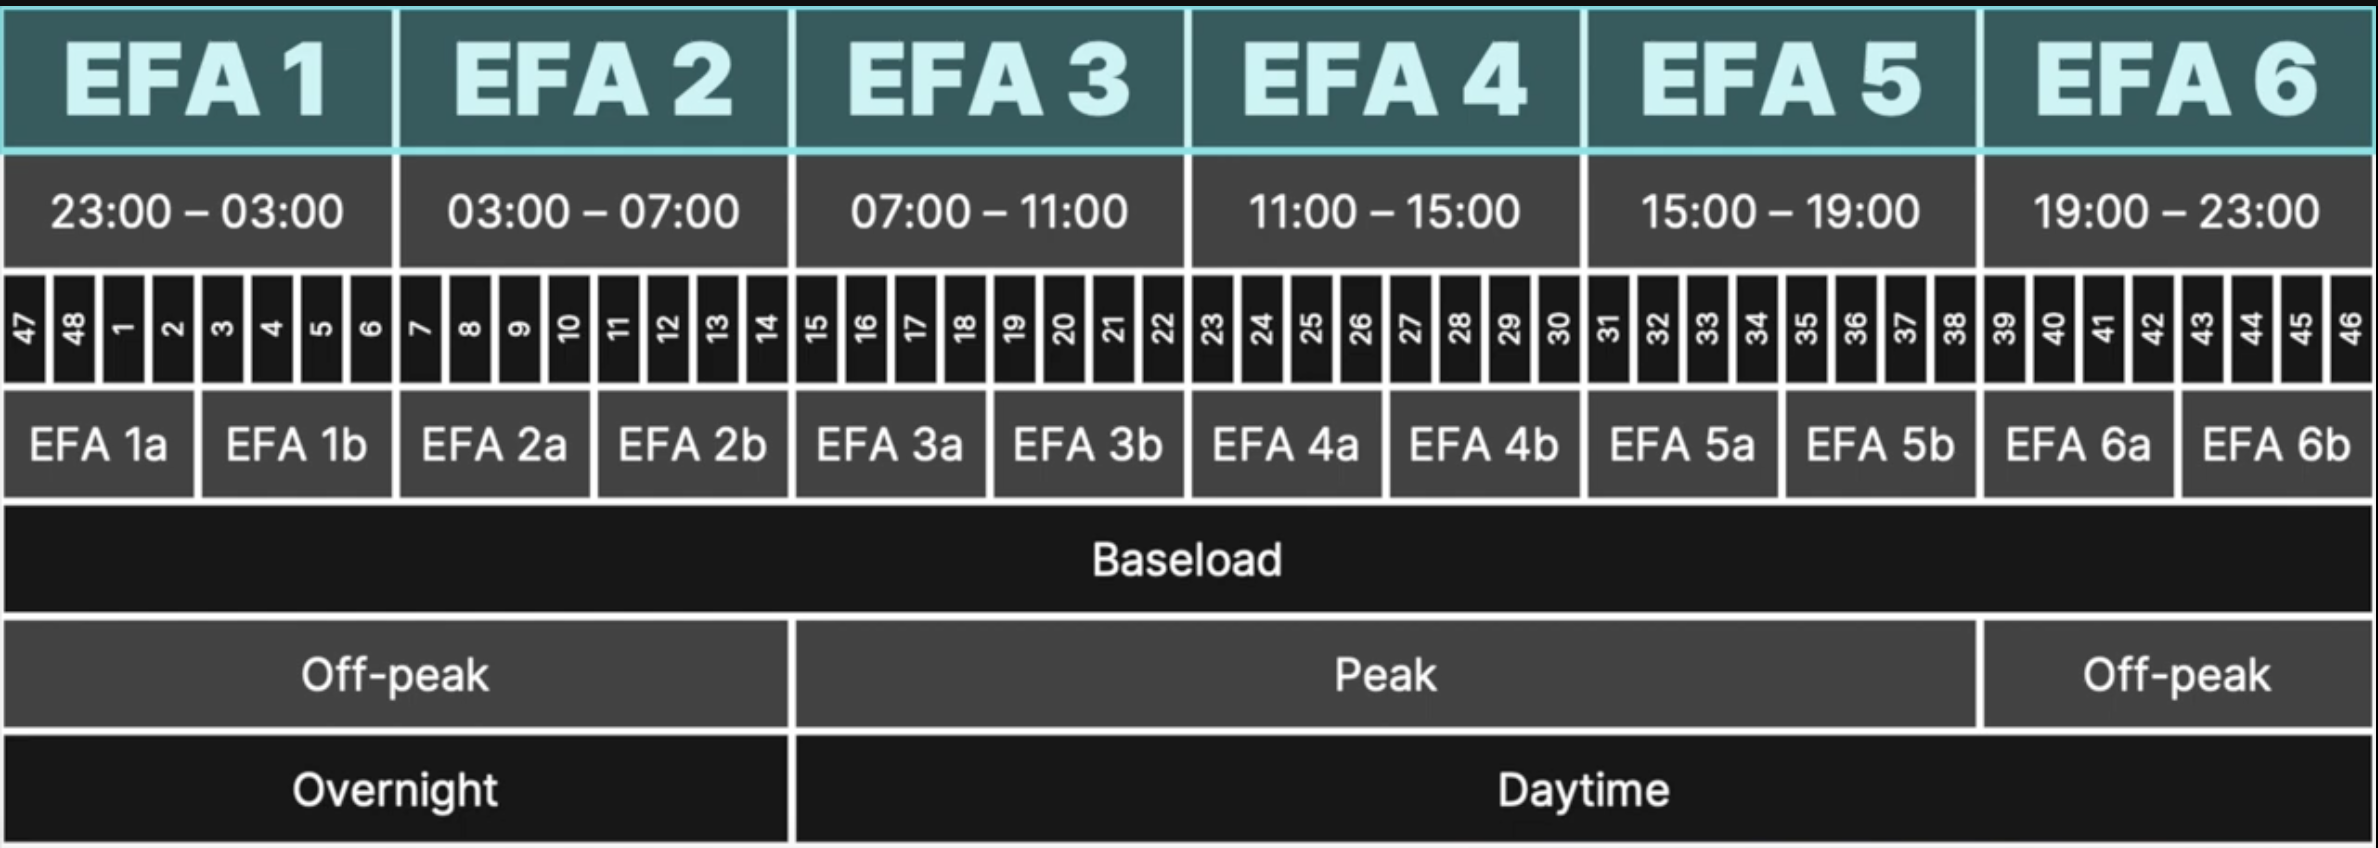 EFA 1 EFA 2 EFA 3 EFA 4 EFA 5 EFA 6
23:00 – 03:00 03:00 – 07:00 07:00 – 11:00 11:00 – 15:00 15:00 – 19:00 19:00 – 23:00
47 48 1 2 3 4 5 6 7 8 9 10 11 12 13 14 15 16 17 18 19 20 21 22 23 24 25 26 27 28 29 30 31 32 33 34 35 36 37 38 39 40 41 42 43 44 45 46
EFA 1a EFA 1b EFA 2a EFA 2b EFA 3a EFA 3b EFA 4a EFA 4b EFA 5a EFA 5b EFA 6a EFA 6b
Baseload
Off-peak Peak Off-peak
Overnight Daytime